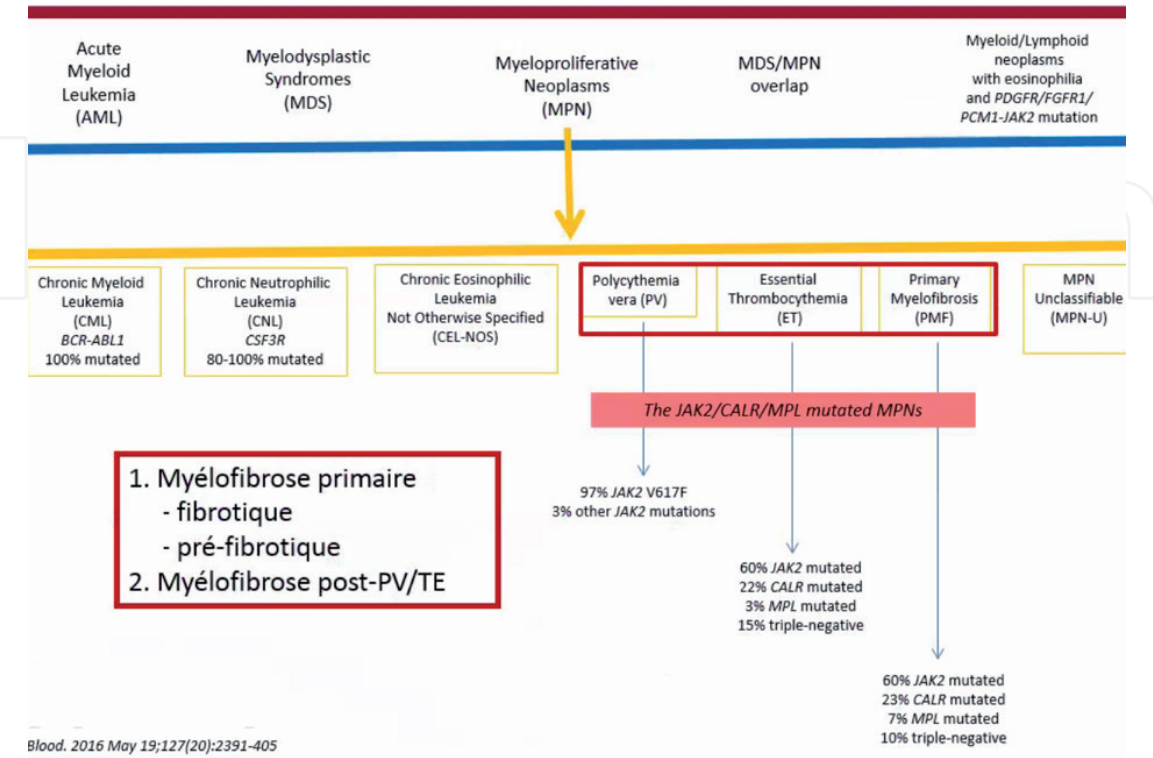 Acute
Myeloid
Leukemia
(AML)
Myelodysplastic
Syndromes
(MDS)
Myeloproliferative
Neoplasms
(MPN)
MDS/MPN
overlap
Myeloid/Lymphoid
neoplasms
with eosinophilia
and PDGFR/FGFR1/
PCM1-JAK2 mutation
Chronic Myeloid
Leukemia
(CML)
BCR-ABL1
100% mutated
Chronic Neutrophilic
Leukemia
(CNL)
CSF3R
80-100% mutated
Chronic Eosinophilic
Leukemia
Not Otherwise Specified
(CEL-NOS)
Polycythemia
vera (PV)
Essential
Thrombocythemia
(ET)
Primary
Myelofibrosis
(PMF)
MPN
Unclassifiable
(MPN-U)
The JAK2/CALR/MPL mutated MPNs
1. Myélofibrose primaire
- fibrotique
- pré-fibrotique
2. Myélofibrose post-PV/TE
97% JAK2 V617F
3% other JAK2 mutations
60% JAK2 mutated
22% CALR mutated
3% MPL mutated
15% triple-negative
60% JAK2 mutated
23% CALR mutated
7% MPL mutated
10% triple-negative
Blood. 2016 May 19;127(20):2391-405